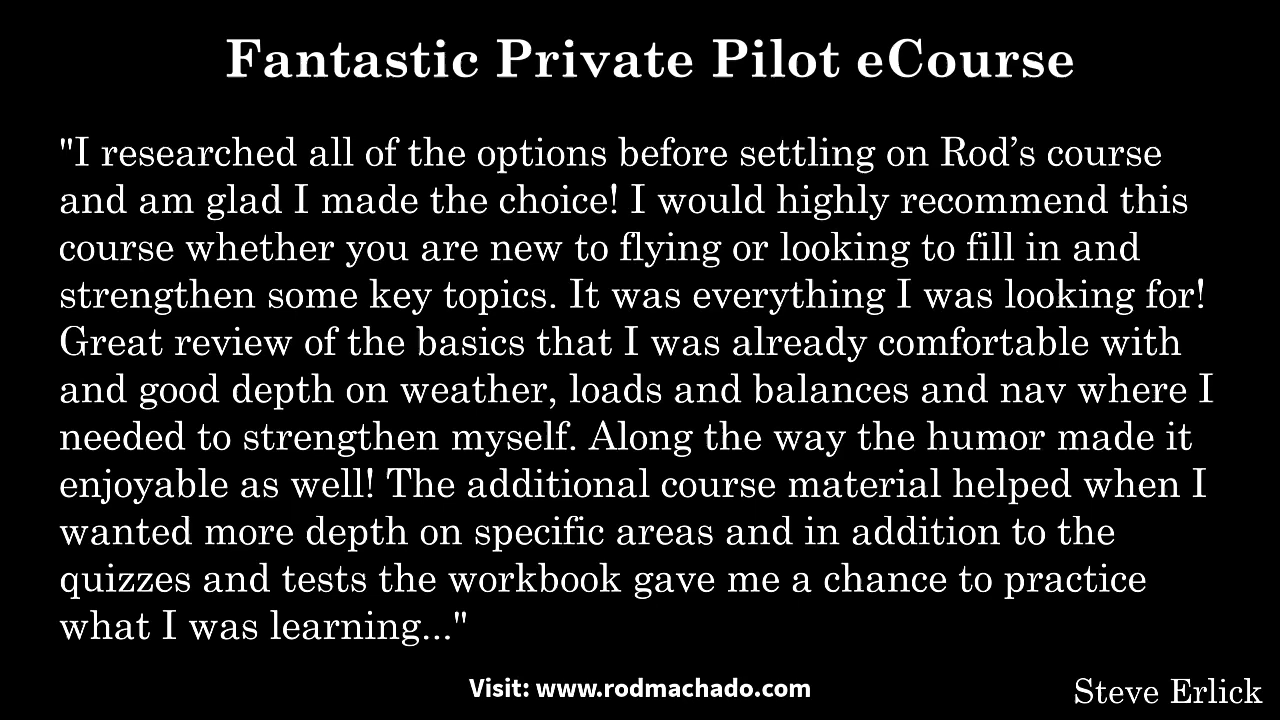 Fantastic Private Pilot eCourse
"I researched all of the options before settling on Rod’s course
and am glad I made the choice! I would highly recommend this
course whether you are new to flying or looking to fill in and
strengthen some key topics. It was everything I was looking for!
Great review of the basics that I was already comfortable with
and good depth on weather, loads and balances and nav where I
needed to strengthen myself. Along the way the humor made it
enjoyable as well! The additional course material helped when I
wanted more depth on specific areas and in addition to the
quizzes and tests the workbook gave me a chance to practice
what I was learning..."
Visit: www.rodmachado.com
Steve Erlick